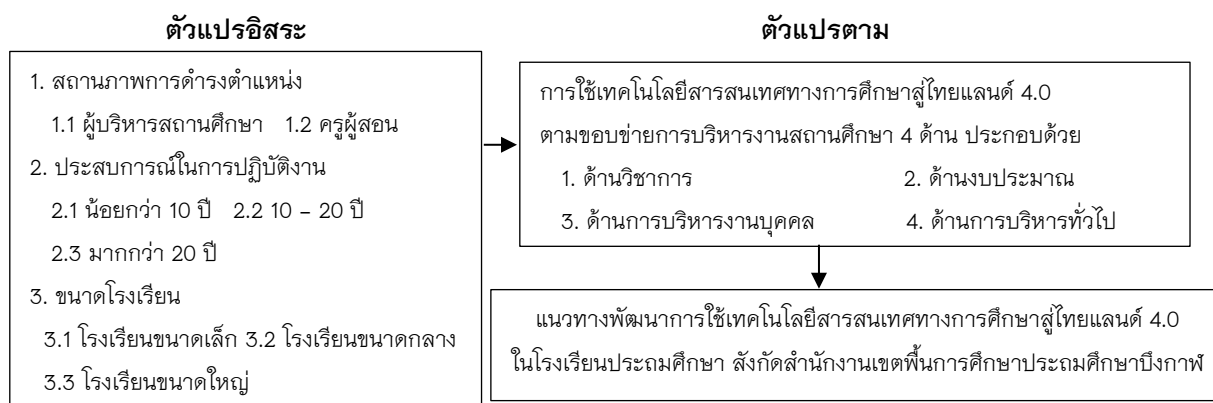 ตัวแปรอิสระ
1. สถานภาพการดำรงตำแหน่ง
1.1 ผู้บริหารสถานศึกษา 1.2 ครูผู้สอน
2. ประสบการณ์ในการปฏิบัติงาน
2.1 น้อยกว่า 10 ปี 2.2 10 – 20 ปี
2.3 มากกว่า 20 ปี
3. ขนาดโรงเรียน
3.1 โรงเรียนขนาดเล็ก 3.2 โรงเรียนขนาดกลาง
3.3 โรงเรียนขนาดใหญ่
ตัวแปรตาม
การใช้เทคโนโลยีสารสนเทศทางการศึกษาสู่ไทยแลนด์ 4.0
ตามขอบข่ายการบริหารงานสถานศึกษา 4 ด้าน ประกอบด้วย
1. ด้านวิชาการ 2. ด้านงบประมาณ
3. ด้านการบริหารงานบุคคล 4. ด้านการบริหารทั่วไป
แนวทางพัฒนาการใช้เทคโนโลยีสารสนเทศทางการศึกษาสู่ไทยแลนด์ 4.0
ในโรงเรียนประถมศึกษา สังกัดสำนักงานเขตพื้นการศึกษาประถมศึกษาบึงกาฬ